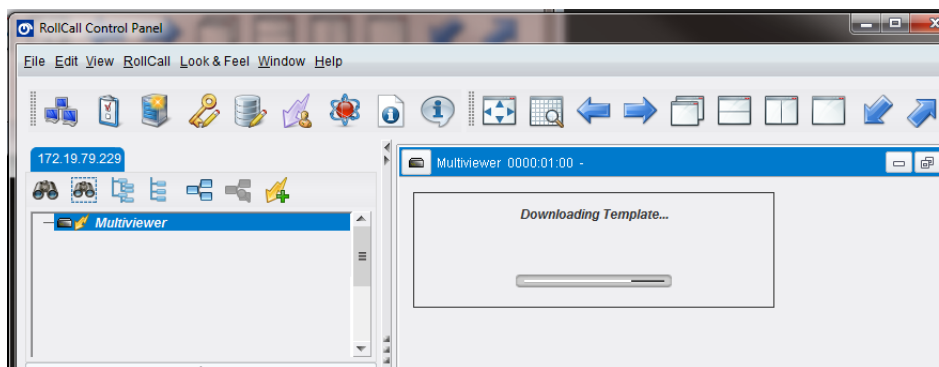 RollCall Control Panel
File Edit View RollCall Look & Feel Window Help
172.19.79.229
Multiviewer 0000:01:00 -
Multiviewer
Downloading Template...